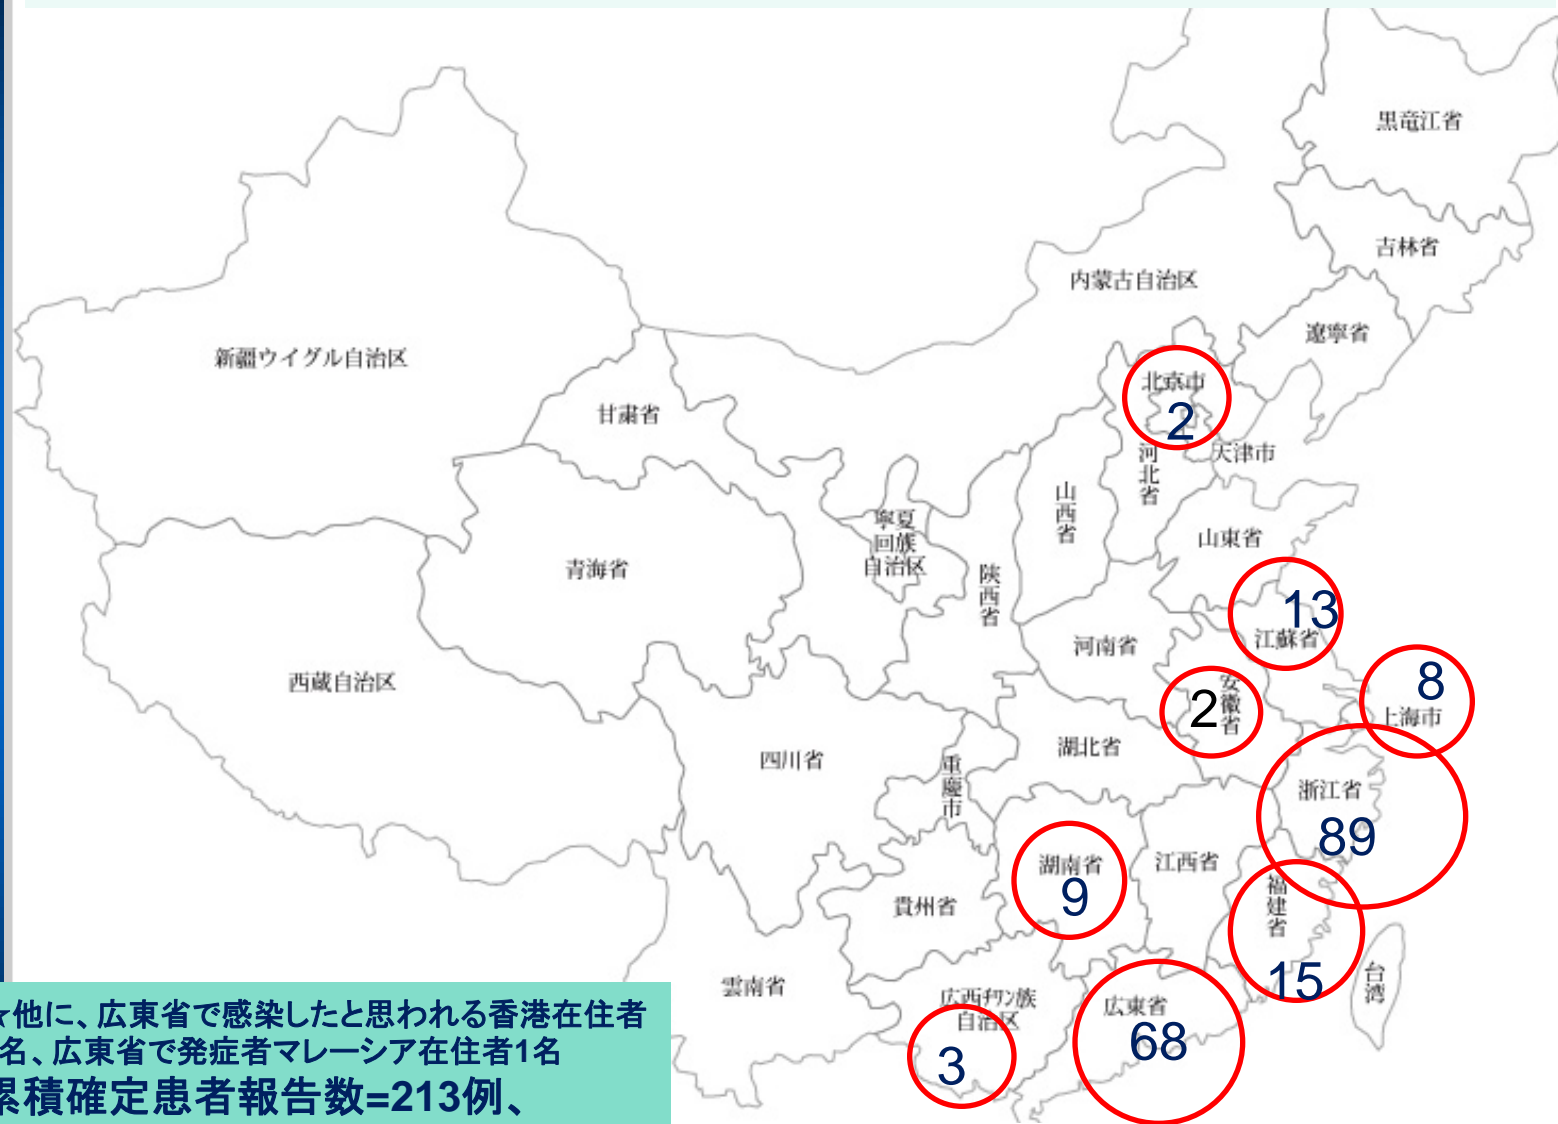 黒竜江省
吉林省
内蒙古自治区
遼寧省
新疆ウイグル自治区
北京市
2
甘粛省
天津市
河北省
山西省
寧夏
回族
自治区
山東省
青海省
陝西省
13
江蘇省
河南省
西蔵自治区
安徽省
2
8
上海市
湖北省
四川省
重慶市
浙江省
89
湖南省
9
江西省
貴州省
福建省
15
雲南省
広西チワン族
自治区
3
広東省
68
台湾
☆他に、広東省で感染したと思われる香港在住者
名、広東省で発症者マレーシア在住者1名
累積確定患者報告数=213例、